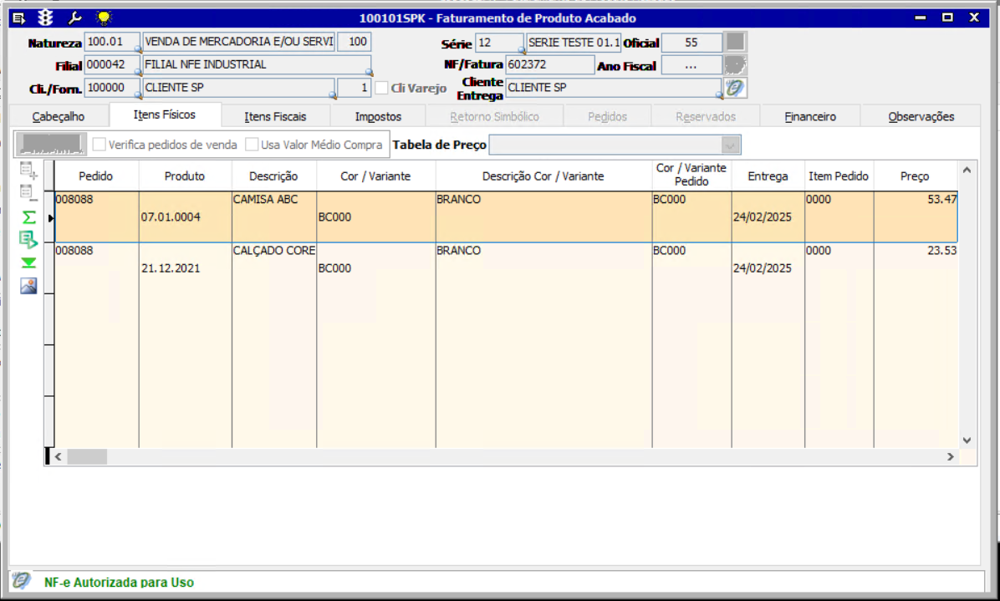 100101SPK - Faturamento de Produto Acabado
Natureza 100.01 VENDA DE MERCADORIA E/OU SERVI 100 Série 12 SERIE TESTE 01.1 Oficial 55
Filial 000042 FILIAL NFE INDUSTRIAL NF/Fatura 602372 Ano Fiscal ...
Cli./Forn. 100000 CLIENTE SP 1 Cli Varejo Cliente Entrega CLIENTE SP
Cabeçalho Itens Físicos Itens Fiscais Impostos Retorno Simbólico Pedidos Reservados Financeiro Observações
Verifica pedidos de venda Usa Valor Médio Compra Tabela de Preço
Pedido Produto Descrição Cor / Variante Descrição Cor / Variante Cor / Variante Pedido Entrega Item Pedido Preço
008088 CAMISA ABC BRANCO BC000 0000 53.47
07.01.0004 BC000 24/02/2025
008088 CALÇADO CORE BRANCO BC000 0000 23.53
21.12.2021 BC000 24/02/2025
NF-e Autorizada para Uso